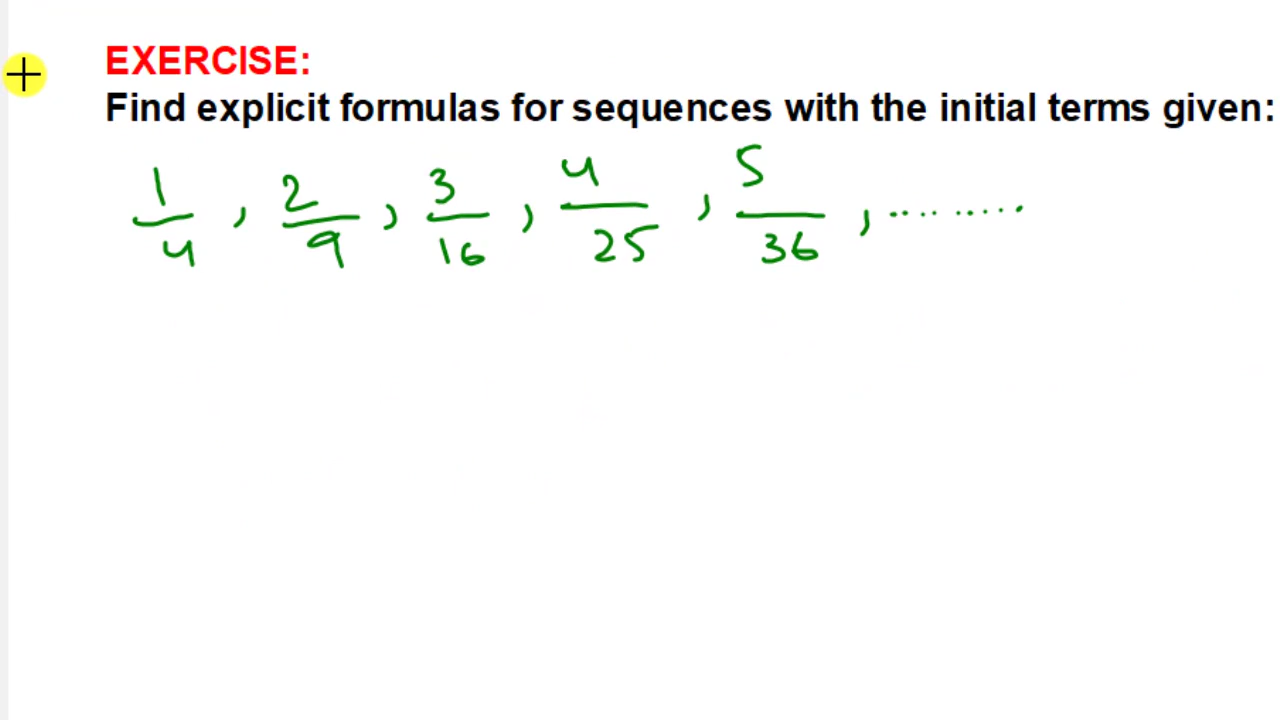 EXERCISE:
Find explicit formulas for sequences with the initial terms given:
1/4, 2/9, 3/16, 4/25, 5/36, .........